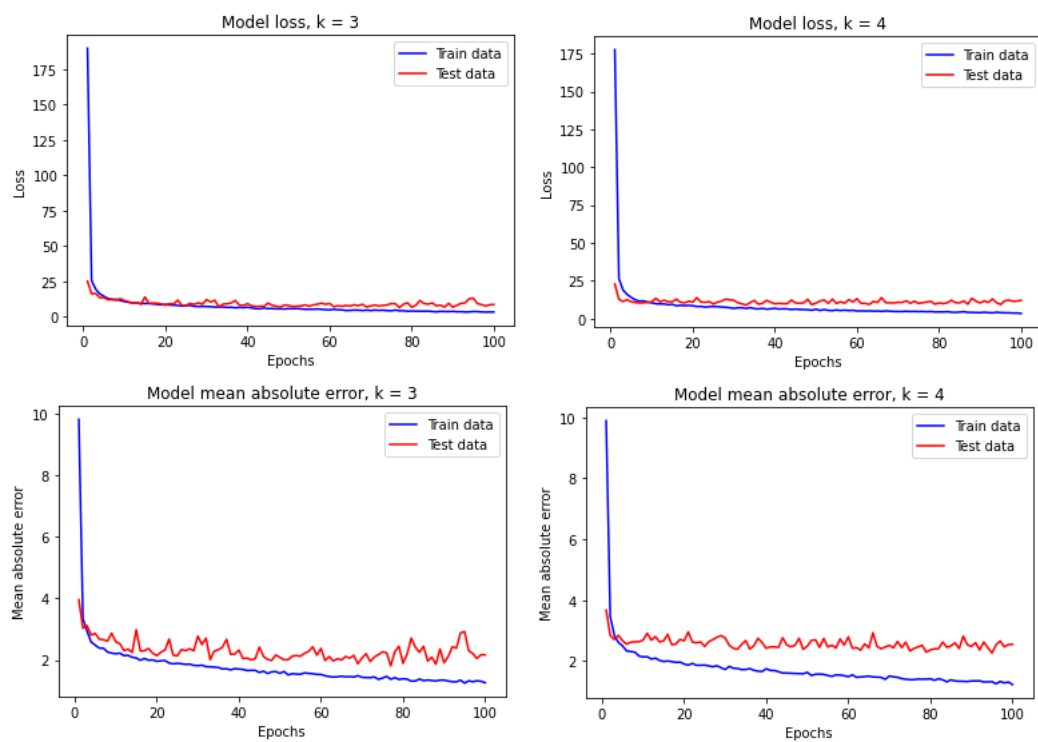 Model loss, k = 3
175
150
125
100
75
50
25
0
Loss
0 20 40 60 80 100
Epochs
Train data
Test data
Model loss, k = 4
175
150
125
100
75
50
25
0
Loss
0 20 40 60 80 100
Epochs
Train data
Test data
Model mean absolute error, k = 3
10
8
6
4
2
Mean absolute error
0 20 40 60 80 100
Epochs
Train data
Test data
Model mean absolute error, k = 4
10
8
6
4
2
Mean absolute error
0 20 40 60 80 100
Epochs
Train data
Test data